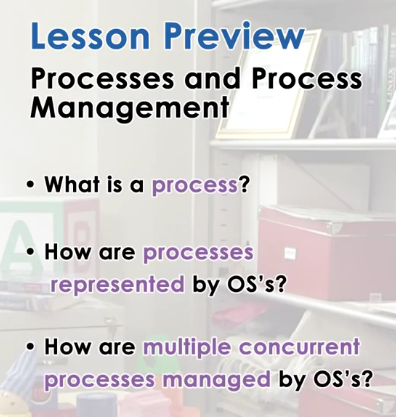 Lesson Preview
Processes and Process
Management
• What is a process?
• How are processes
represented by OS's?
• How are multiple concurrent
processes managed by OS's?